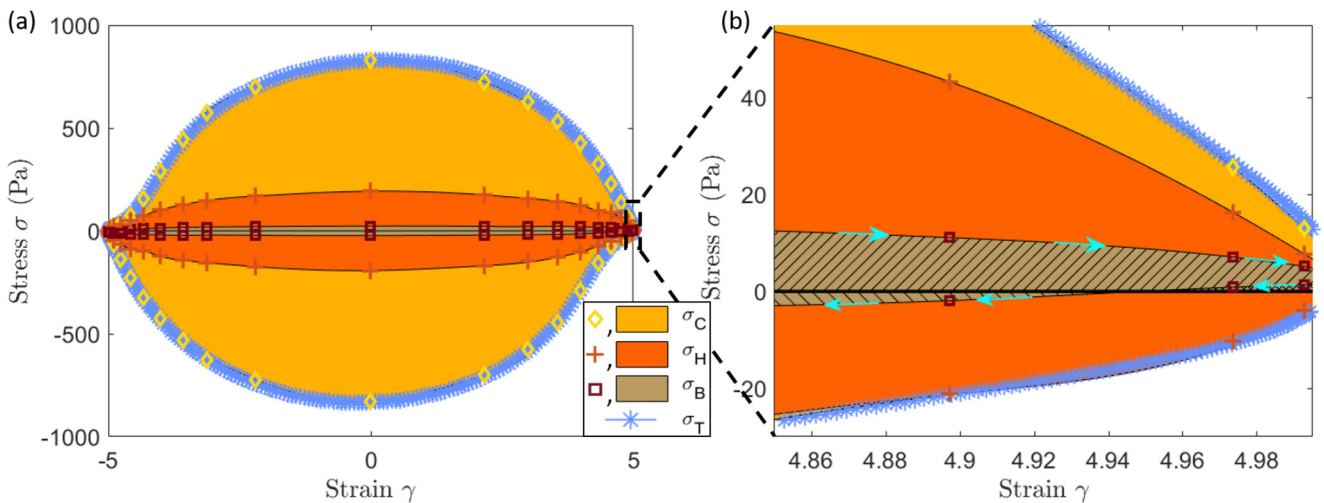 (a)
1000
500
0
-500
-1000
Stress σ (Pa)
-5
0
5
Strain γ
◇, σC
+, σH
□, σB
σT
(b)
40
20
0
-20
Stress σ (Pa)
4.86
4.88
4.9
4.92
4.94
4.96
4.98
Strain γ